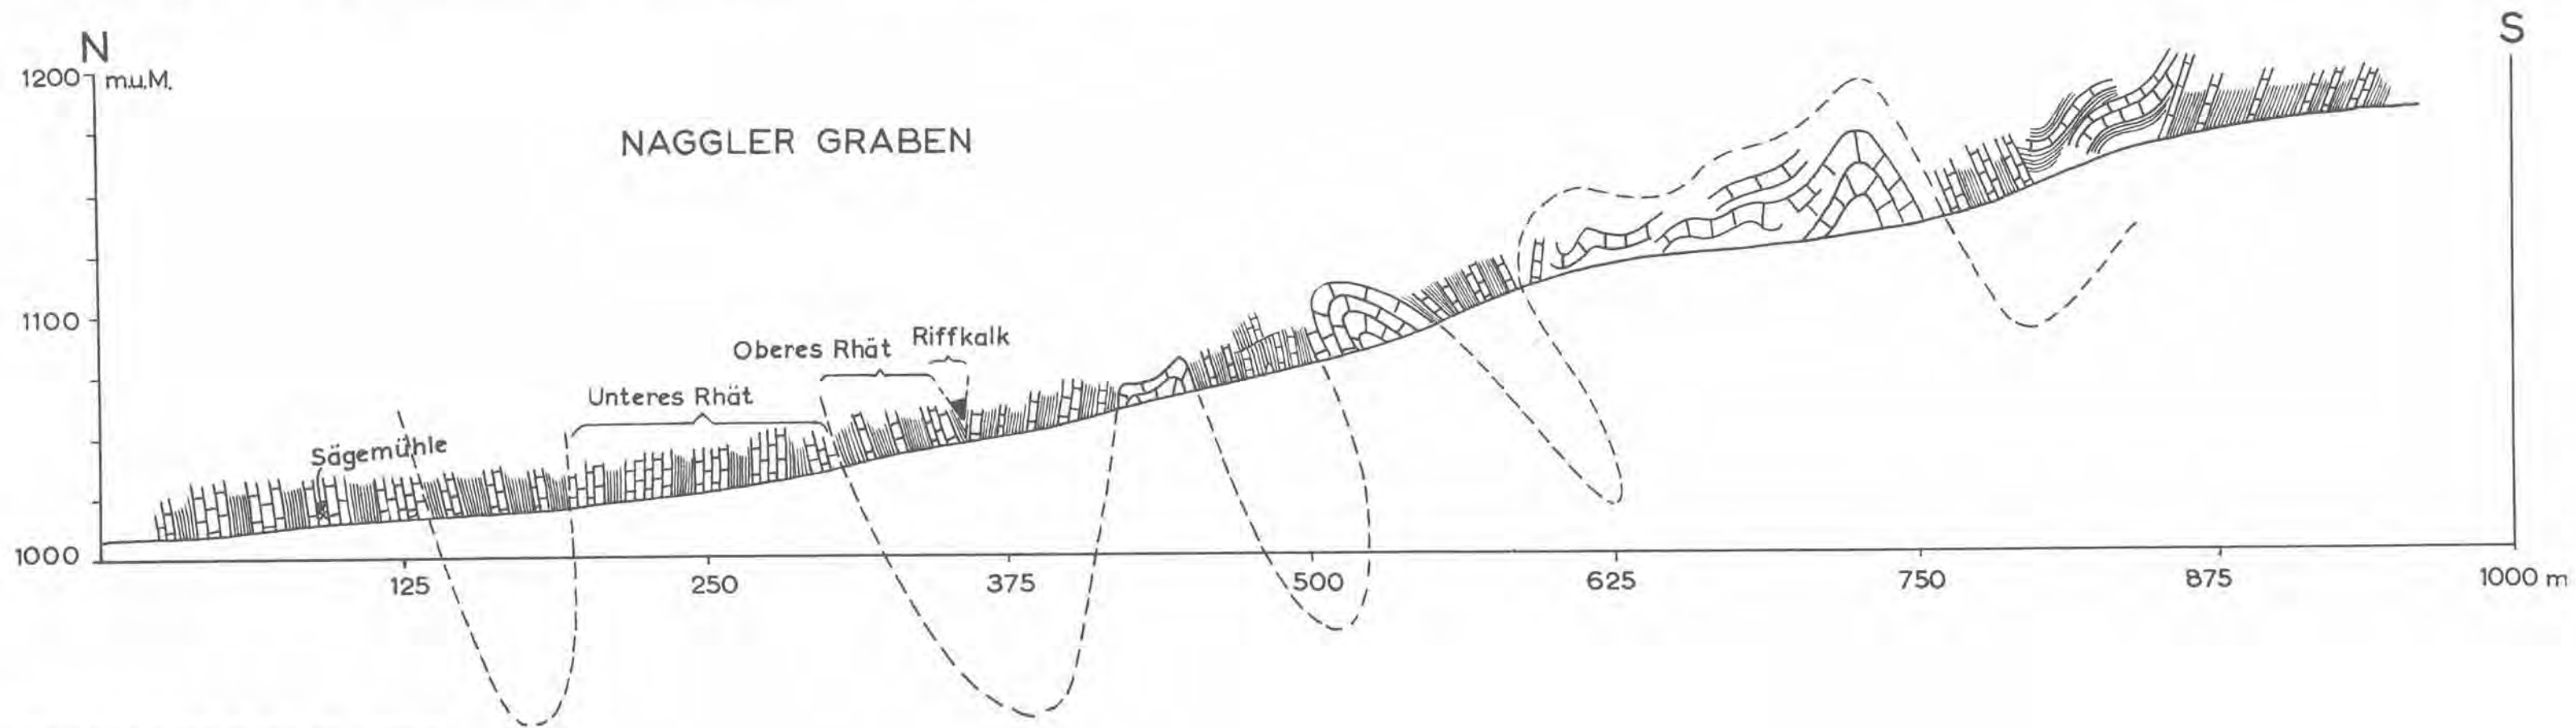 N
S
1200 m.u.M.
NAGGLER GRABEN
1100
Riffkalk
Oberes Rhät
Unteres Rhät
Sägemühle
1000
125 250 375 500 625 750 875 1000 m